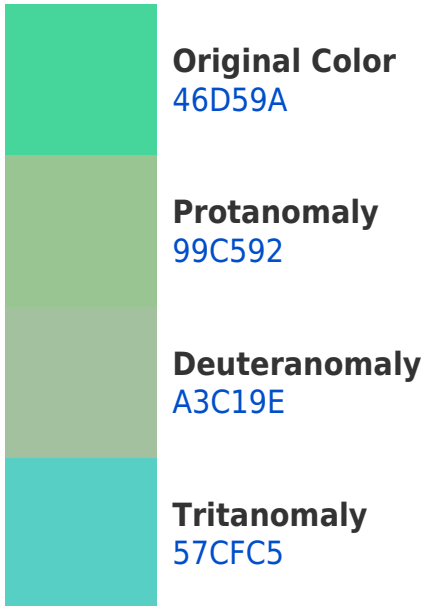 Original Color
46D59A
Protanomaly
99C592
Deuteranomaly
A3C19E
Tritanomaly
57CFC5